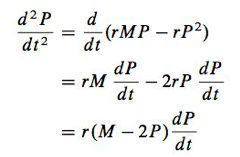 d²P/dt² = d/dt (rMP − rP²)
= rM dP/dt − 2rP dP/dt
= r(M − 2P) dP/dt